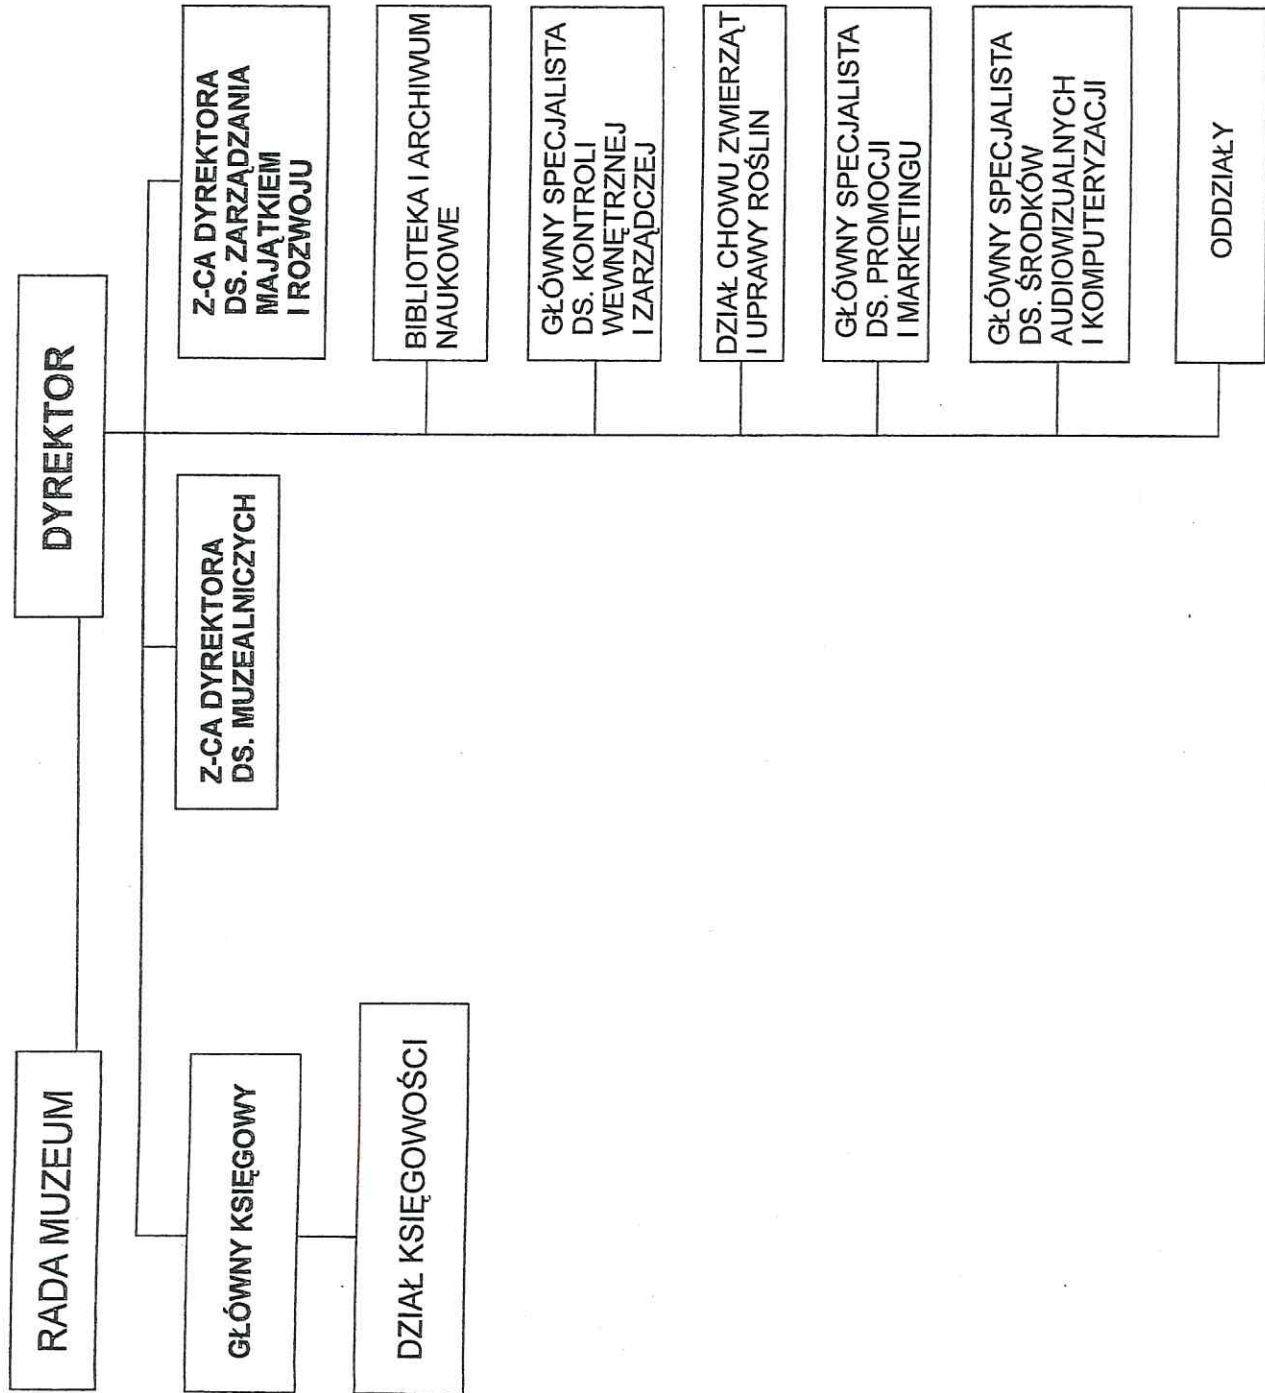 RADA MUZEUM
DYREKTOR
GŁÓWNY KSIĘGOWY
Z-CA DYREKTORA
DS. MUZEALNICZYCH
Z-CA DYREKTORA
DS. ZARZĄDZANIA
MAJĄTKIEM
I ROZWOJU
DZIAŁ KSIĘGOWOŚCI
BIBLIOTEKA I ARCHIWUM
NAUKOWE
GŁÓWNY SPECJALISTA
DS. KONTROLI
WEWNĘTRZNEJ
I ZARZĄDCZEJ
DZIAŁ CHOWU ZWIERZĄT
I UPRAWY ROŚLIN
GŁÓWNY SPECJALISTA
DS. PROMOCJI
I MARKETINGU
GŁÓWNY SPECJALISTA
DS. ŚRODKÓW
AUDIOWIZUALNYCH
I KOMPUTERYZACJI
ODDZIAŁY